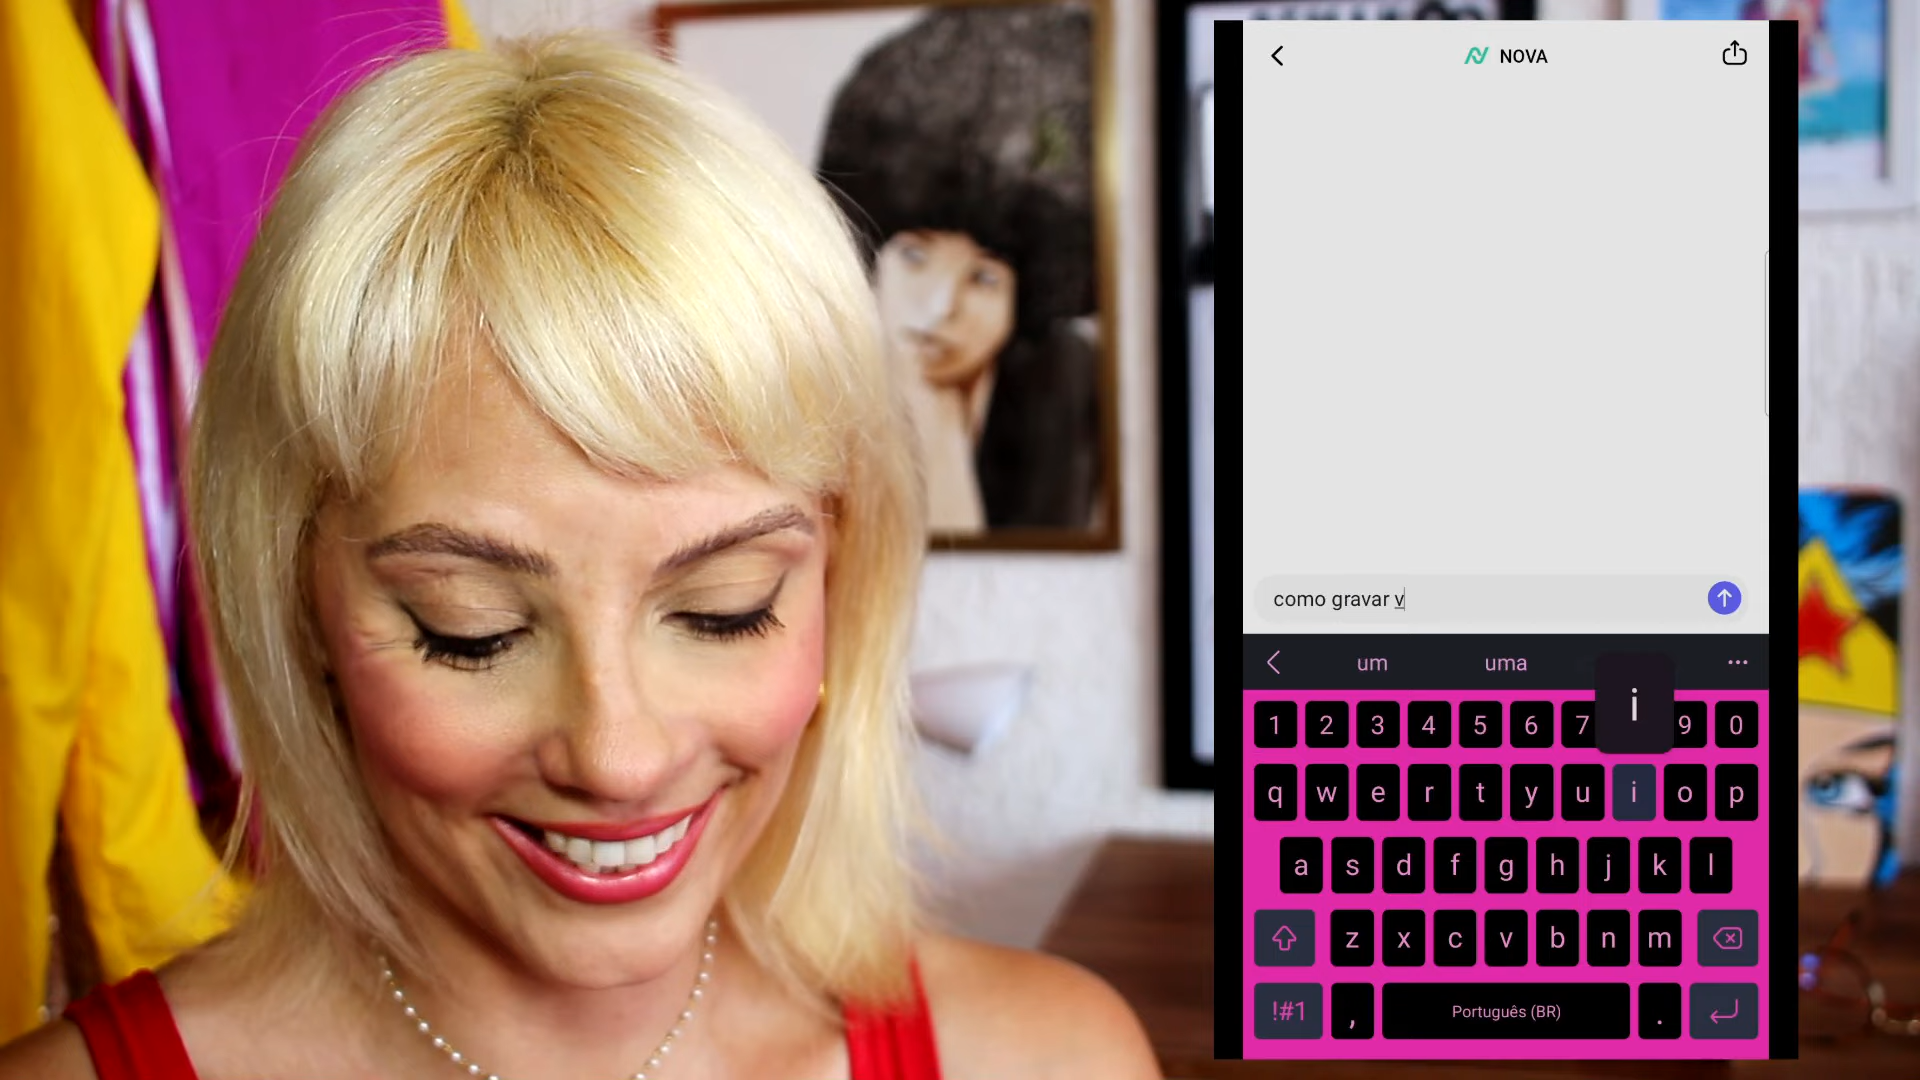 NOVA
como gravar v
um uma
i
1 2 3 4 5 6 7 9 0
q w e r t y u i o p
a s d f g h j k l
z x c v b n m
!#1 , Português (BR) .